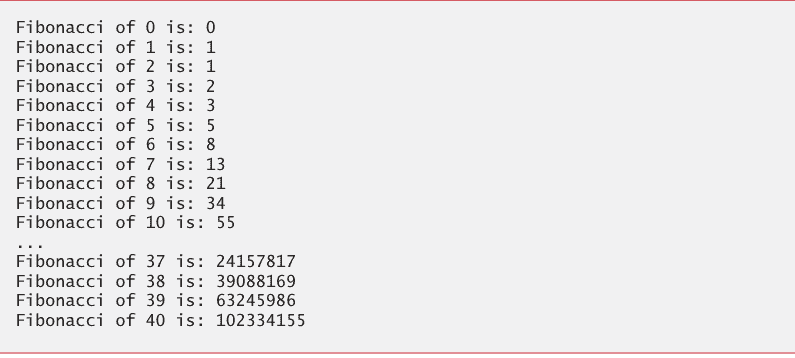 Fibonacci of 0 is: 0
Fibonacci of 1 is: 1
Fibonacci of 2 is: 1
Fibonacci of 3 is: 2
Fibonacci of 4 is: 3
Fibonacci of 5 is: 5
Fibonacci of 6 is: 8
Fibonacci of 7 is: 13
Fibonacci of 8 is: 21
Fibonacci of 9 is: 34
Fibonacci of 10 is: 55
...
Fibonacci of 37 is: 24157817
Fibonacci of 38 is: 39088169
Fibonacci of 39 is: 63245986
Fibonacci of 40 is: 102334155